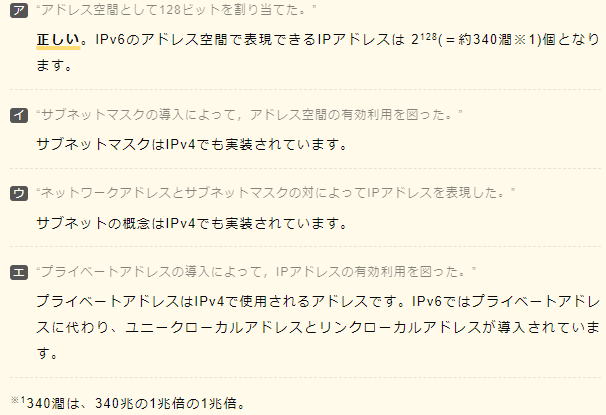 ア “アドレス空間として128ビットを割り当てた。”
正しい。IPv6のアドレス空間で表現できるIPアドレスは 2128(＝約340澗※1)個となり
ます。
イ “サブネットマスクの導入によって，アドレス空間の有効利用を図った。”
サブネットマスクはIPv4でも実装されています。
ウ “ネットワークアドレスとサブネットマスクの対によってIPアドレスを表現した。”
サブネットの概念はIPv4でも実装されています。
エ “プライベートアドレスの導入によって，IPアドレスの有効利用を図った。”
プライベートアドレスはIPv4で使用されるアドレスです。IPv6ではプライベートアドレ
スに代わり、ユニークローカルアドレスとリンクローカルアドレスが導入されていま
す。
※1340澗は、340兆の1兆倍の1兆倍。